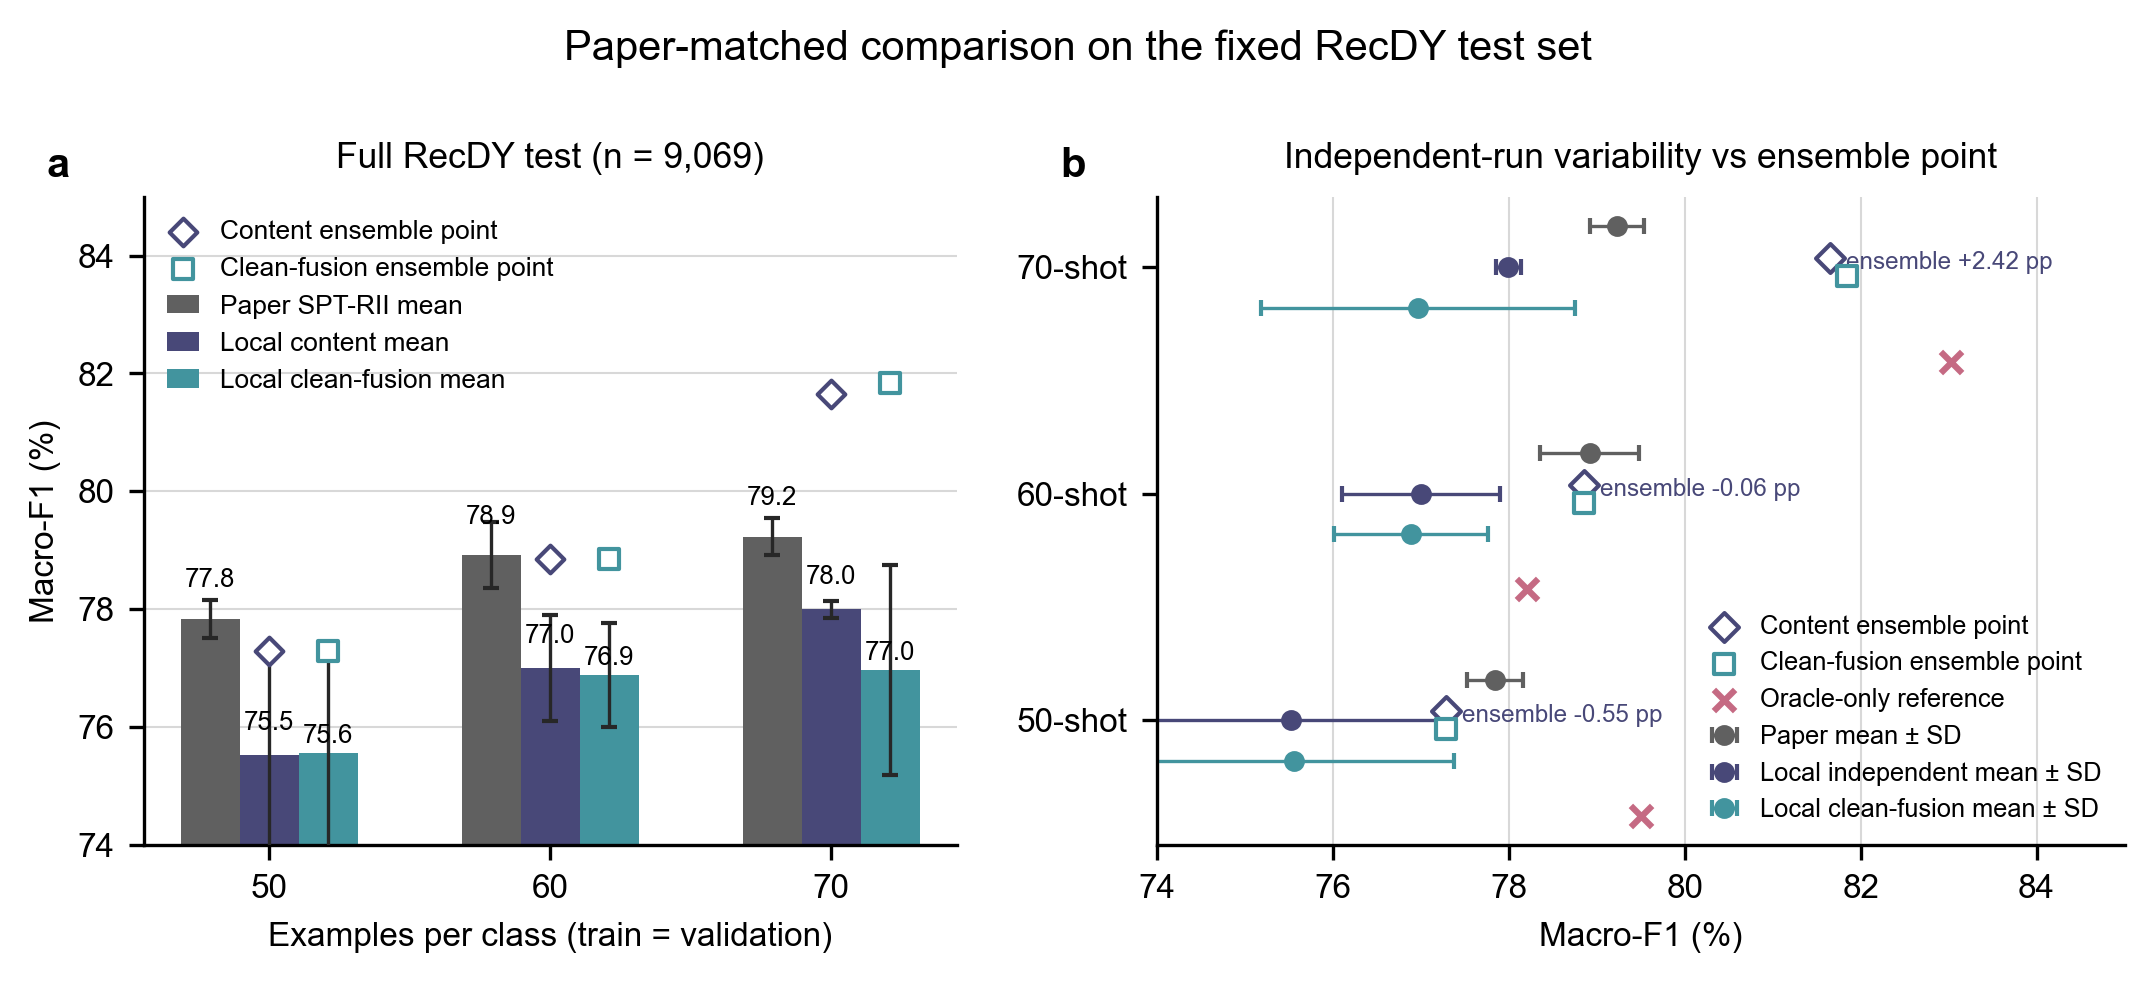 Paper-matched comparison on the fixed RecDY test set
a
Full RecDY test (n = 9,069)
Content ensemble point
Clean-fusion ensemble point
Paper SPT-RII mean
Local content mean
Local clean-fusion mean
84
82
80
78
76
74
Macro-F1 (%)
77.8
75.5
75.6
78.9
77.0
76.9
79.2
78.0
77.0
50
60
70
Examples per class (train = validation)
b
Independent-run variability vs ensemble point
70-shot
60-shot
50-shot
ensemble +2.42 pp
ensemble -0.06 pp
ensemble -0.55 pp
Content ensemble point
Clean-fusion ensemble point
Oracle-only reference
Paper mean ± SD
Local independent mean ± SD
Local clean-fusion mean ± SD
74
76
78
80
82
84
Macro-F1 (%)